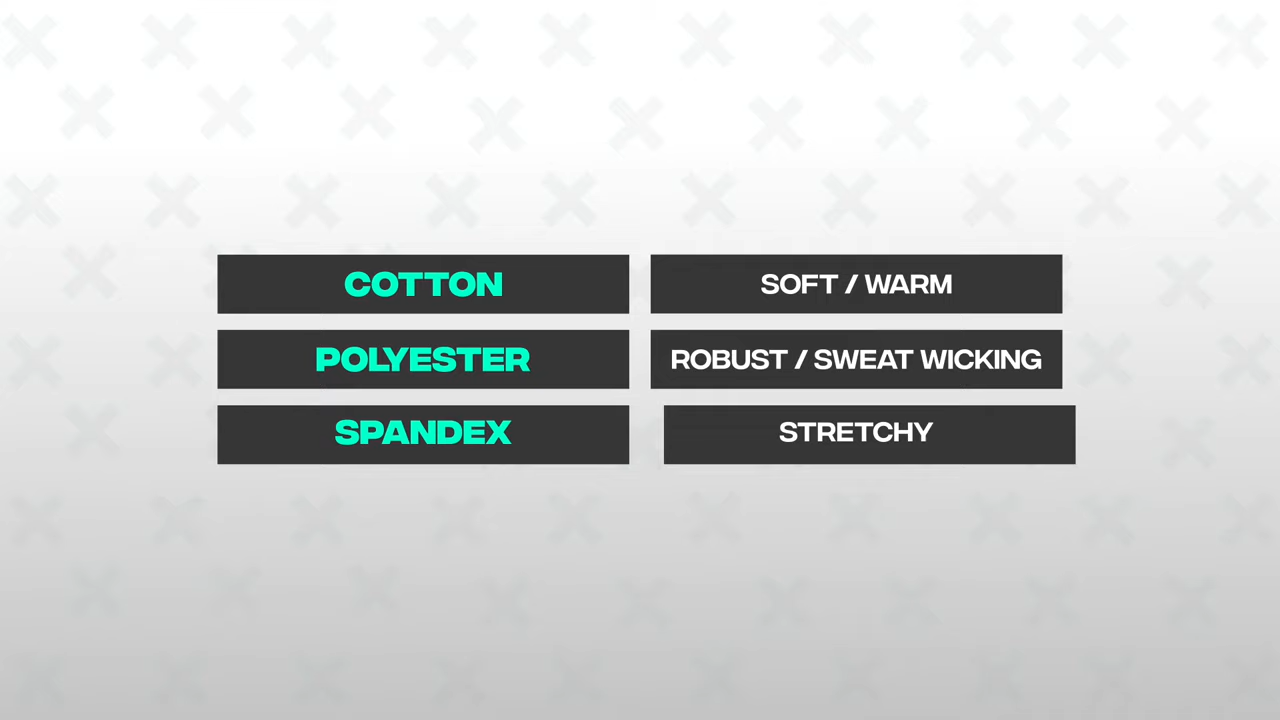 COTTON
SOFT / WARM
POLYESTER
ROBUST / SWEAT WICKING
SPANDEX
STRETCHY